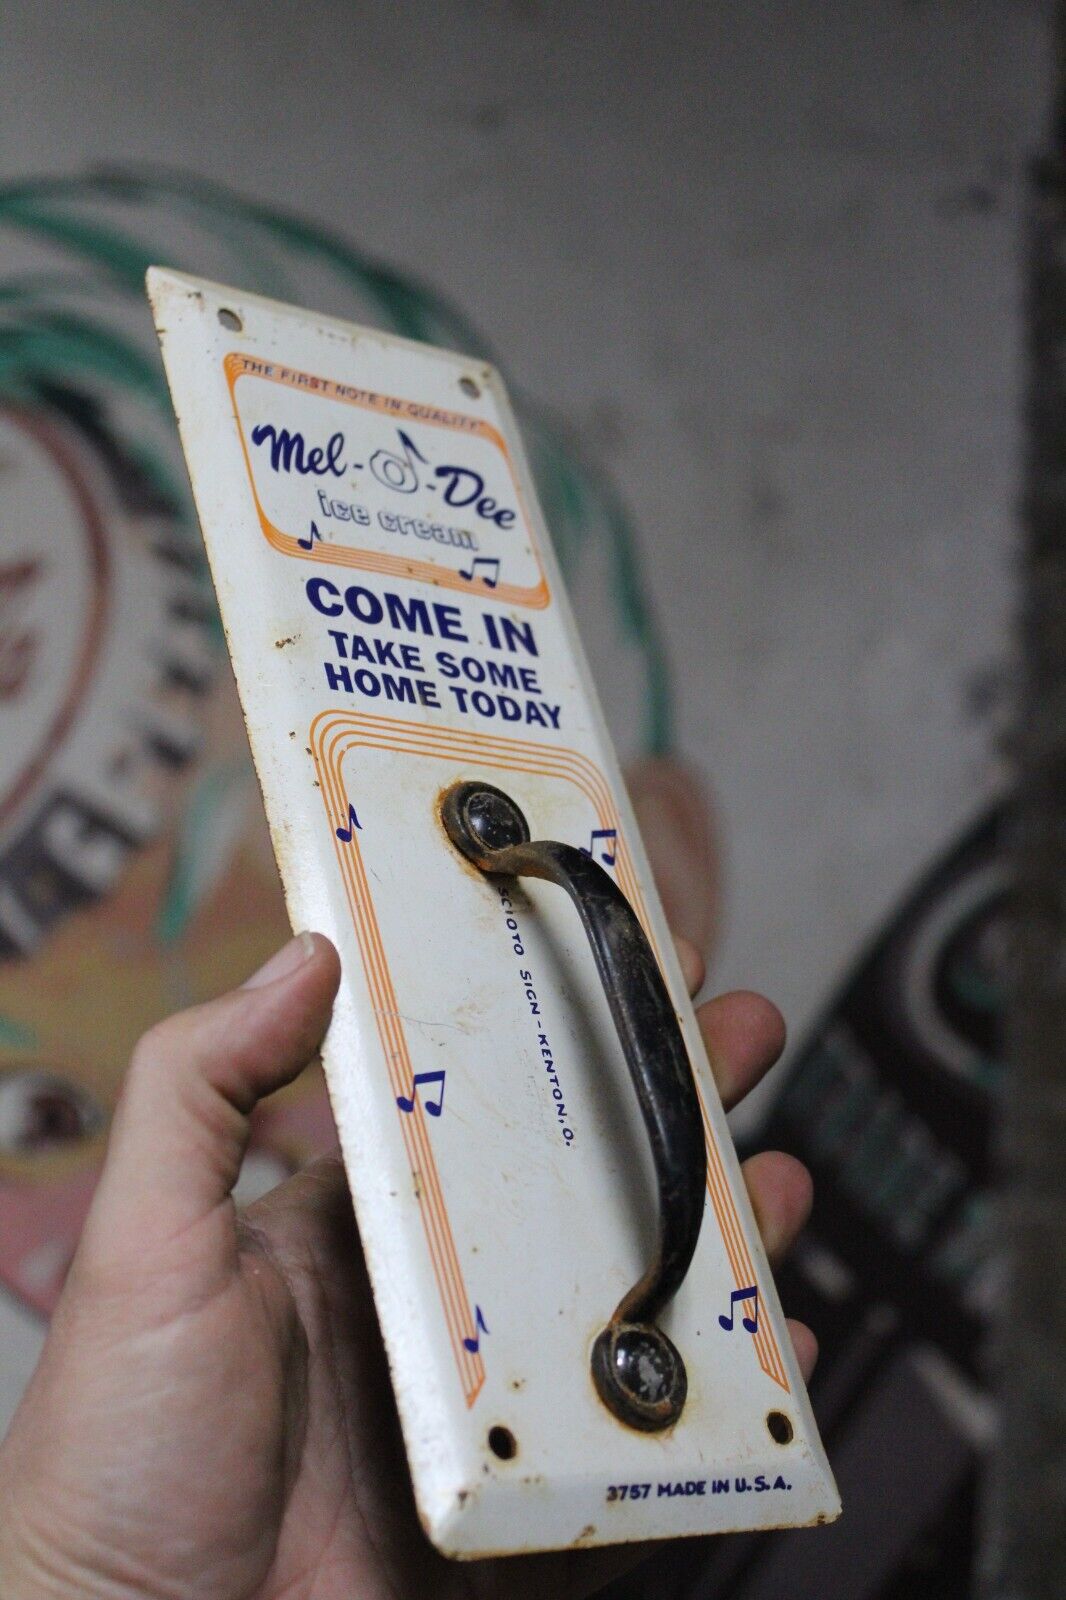 "THE FIRST NOTE IN QUALITY"
Mel-O-Dee
ice cream
COME IN
TAKE SOME
HOME TODAY
SCIOTO SIGN - KENTON, O.
3757 MADE IN U.S.A.